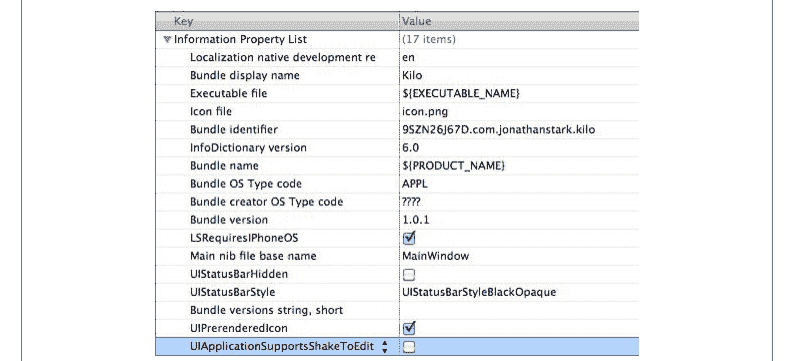 Key Value
Information Property List (17 items)
Localization native development re en
Bundle display name Kilo
Executable file ${EXECUTABLE_NAME}
Icon file icon.png
Bundle identifier 9SZN26J67D.com.jonathanstark.kilo
InfoDictionary version 6.0
Bundle name ${PRODUCT_NAME}
Bundle OS Type code APPL
Bundle creator OS Type code ????
Bundle version 1.0.1
LSRequiresIPhoneOS
Main nib file base name MainWindow
UIStatusBarHidden
UIStatusBarStyle UIStatusBarStyleBlackOpaque
Bundle versions string, short
UIPrerenderedIcon
UIApplicationSupportsShakeToEdit